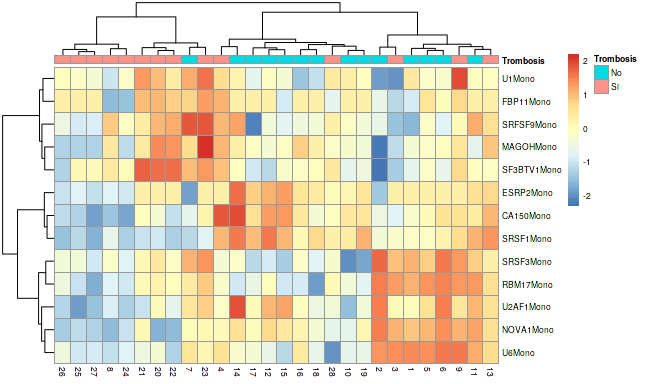 Trombosis
U1Mono
FBP11Mono
SRFSF9Mono
MAGOHMono
SF3BTV1Mono
ESRP2Mono
CA150Mono
SRSF1Mono
SRSF3Mono
RBM17Mono
U2AF1Mono
NOVA1Mono
U6Mono
26 25 27 8 24 21 20 22 7 23 4 14 17 12 15 16 18 28 10 19 2 3 1 5 6 9 11 13
2
1
0
-1
-2
Trombosis
No
SI